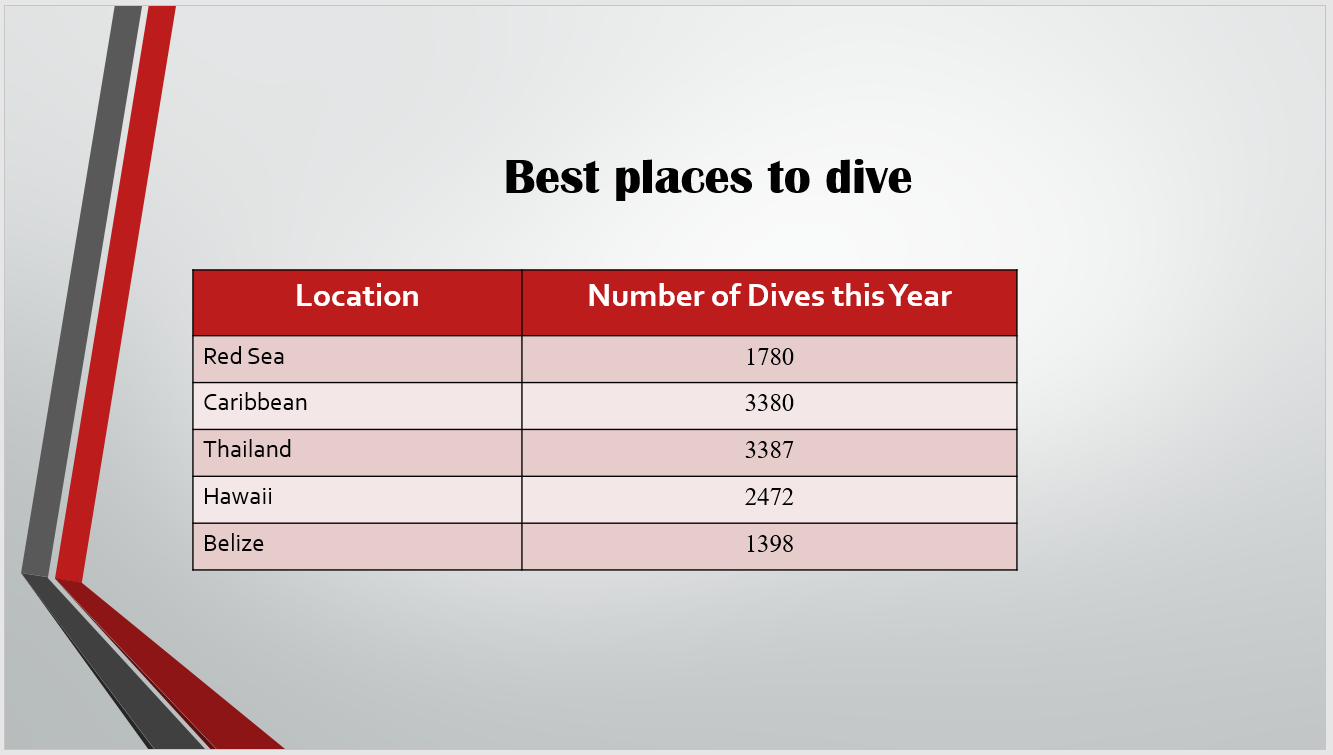 Best places to dive
Location Number of Dives this Year
Red Sea 1780
Caribbean 3380
Thailand 3387
Hawaii 2472
Belize 1398